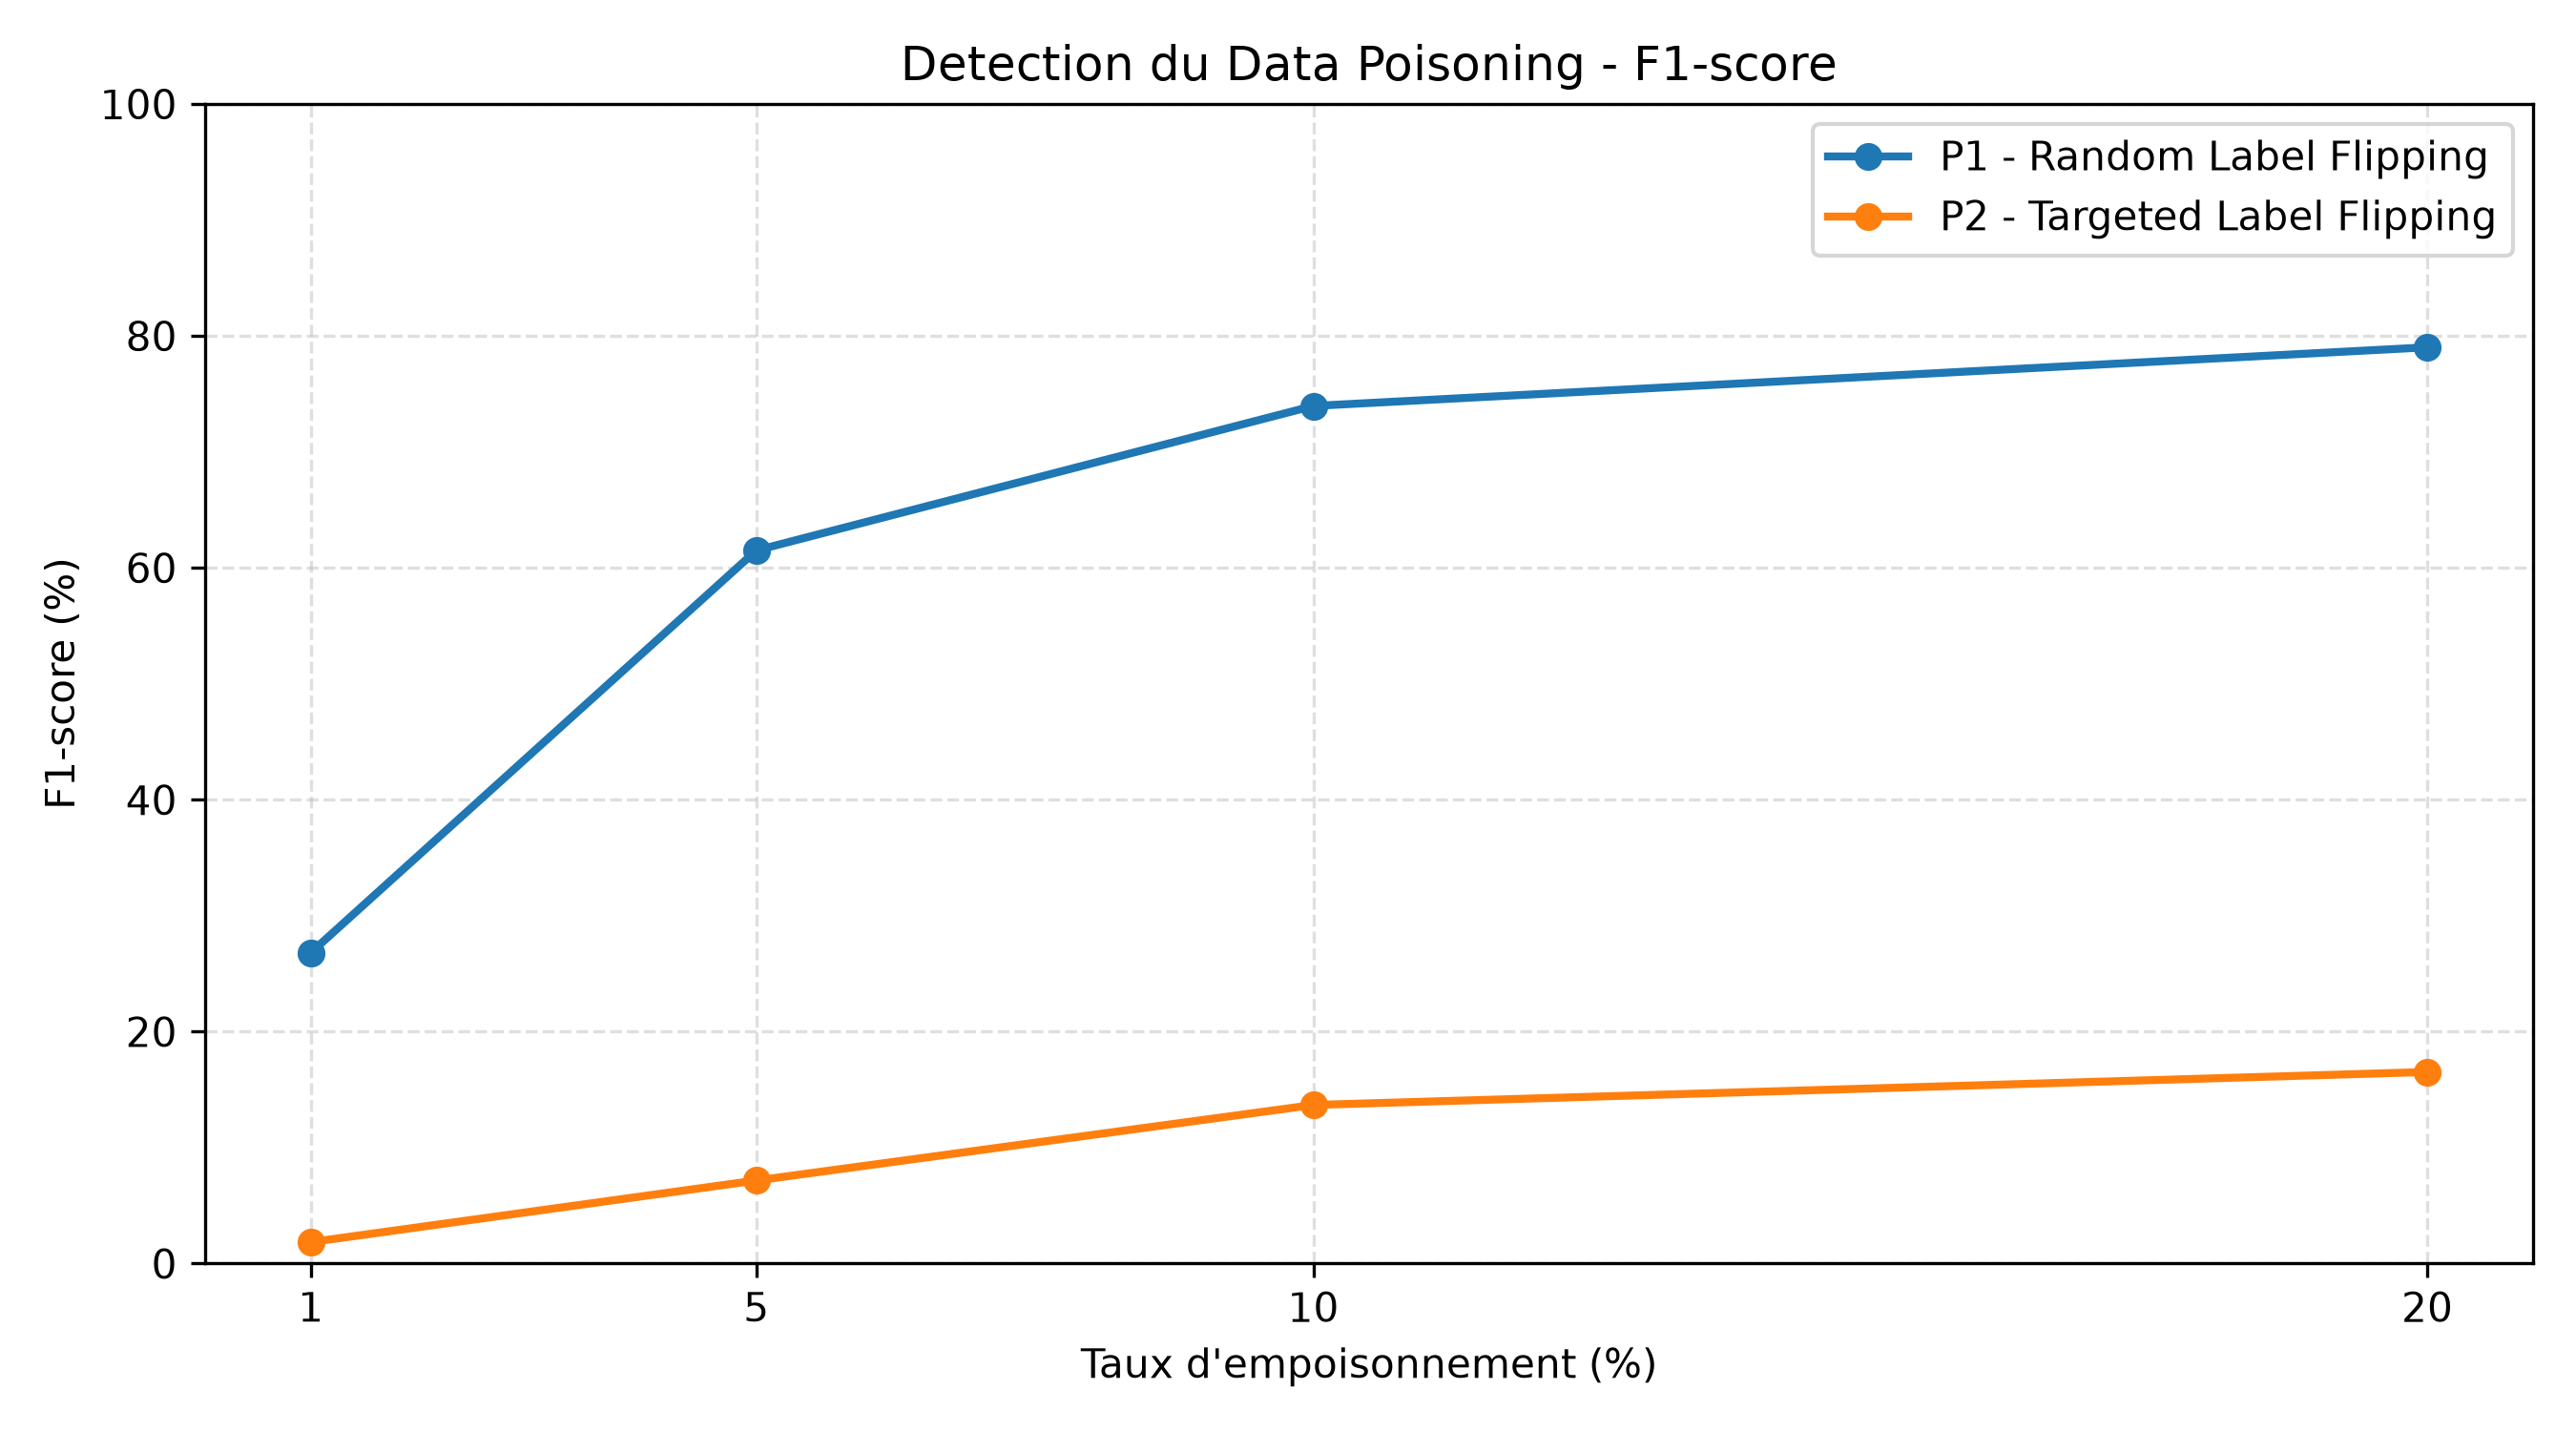 Detection du Data Poisoning - F1-score
100
80
60
40
20
0
F1-score (%)
P1 - Random Label Flipping
P2 - Targeted Label Flipping
1
5
10
20
Taux d'empoisonnement (%)